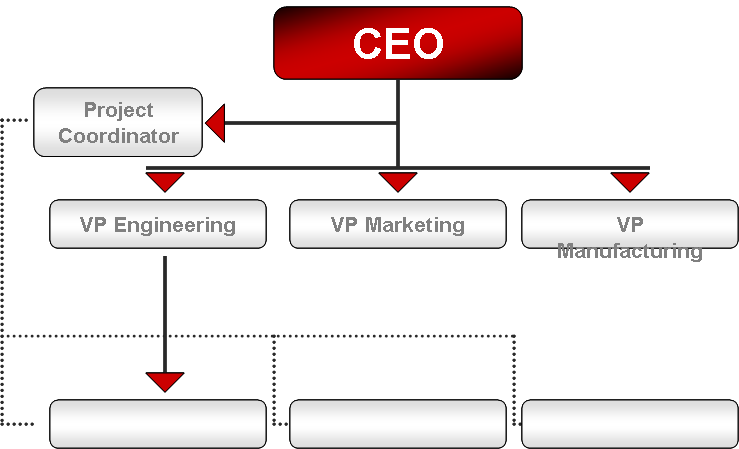 CEO
Project
Coordinator
VP Engineering
VP Marketing
VP
Manufacturing